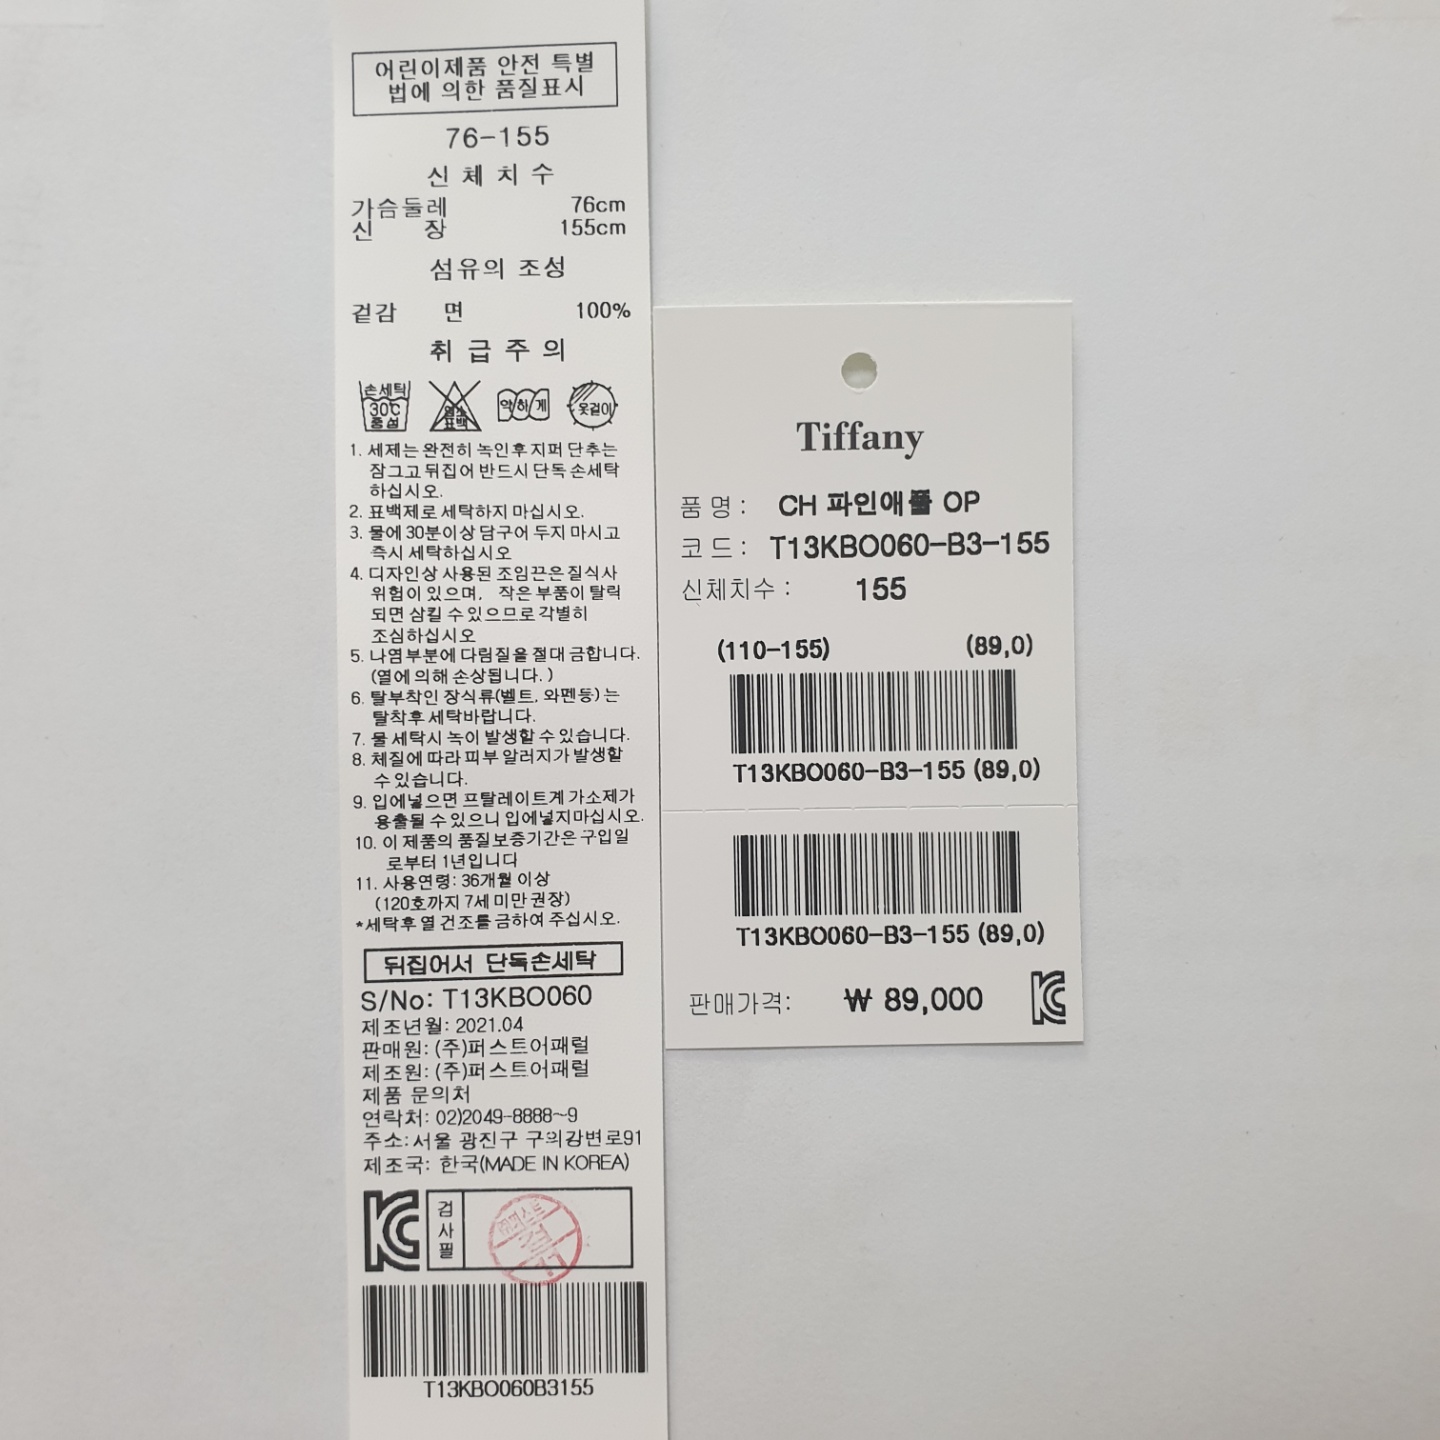 어린이제품 안전 특별
법에 의한 품질표시
76-155
신체치수
가슴둘레 76cm
신 장 155cm
섬유의 조성
겉감 면 100%
취급주의
손세탁
30℃
중성
염소
표백
약하게
옷걸이
1. 세제는 완전히 녹인후 지퍼 단추는
잠그고 뒤집어 반드시 단독 손세탁
하십시오.
2. 표백제로 세탁하지 마십시오.
3. 물에 30분이상 담구어 두지 마시고
즉시 세탁하십시오
4. 디자인상 사용된 조임끈은 질식사
위험이 있으며, 작은 부품이 탈락
되면 삼킬 수 있으므로 각별히
조심하십시오
5. 나염부분에 다림질을 절대 금합니다.
(열에 의해 손상됩니다. )
6. 탈부착인 장식류(벨트, 와펜등) 는
탈착후 세탁바랍니다.
7. 물 세탁시 녹이 발생할 수 있습니다.
8. 체질에 따라 피부 알러지가 발생할
수 있습니다.
9. 입에넣으면 프탈레이트계 가소제가
용출될 수 있으니 입에넣지마십시오.
10. 이 제품의 품질보증기간은 구입일
로부터 1년입니다
11. 사용연령: 36개월 이상
(120호까지 7세 미만 권장)
*세탁후 열 건조를 금하여 주십시오.
뒤집어서 단독손세탁
S/No: T13KBO060
제조년월: 2021.04
판매원: (주)퍼스트어패럴
제조원: (주)퍼스트어패럴
제품 문의처
연락처: 02)2049-8888~9
주소: 서울 광진구 구의강변로91
제조국: 한국(MADE IN KOREA)
KC
검사필
T13KBO060B3155
Tiffany
품 명 : CH 파인애플 OP
코 드 : T13KBO060-B3-155
신체치수 : 155
(110-155) (89,0)
T13KBO060-B3-155 (89,0)
T13KBO060-B3-155 (89,0)
판매가격: ₩ 89,000
KC